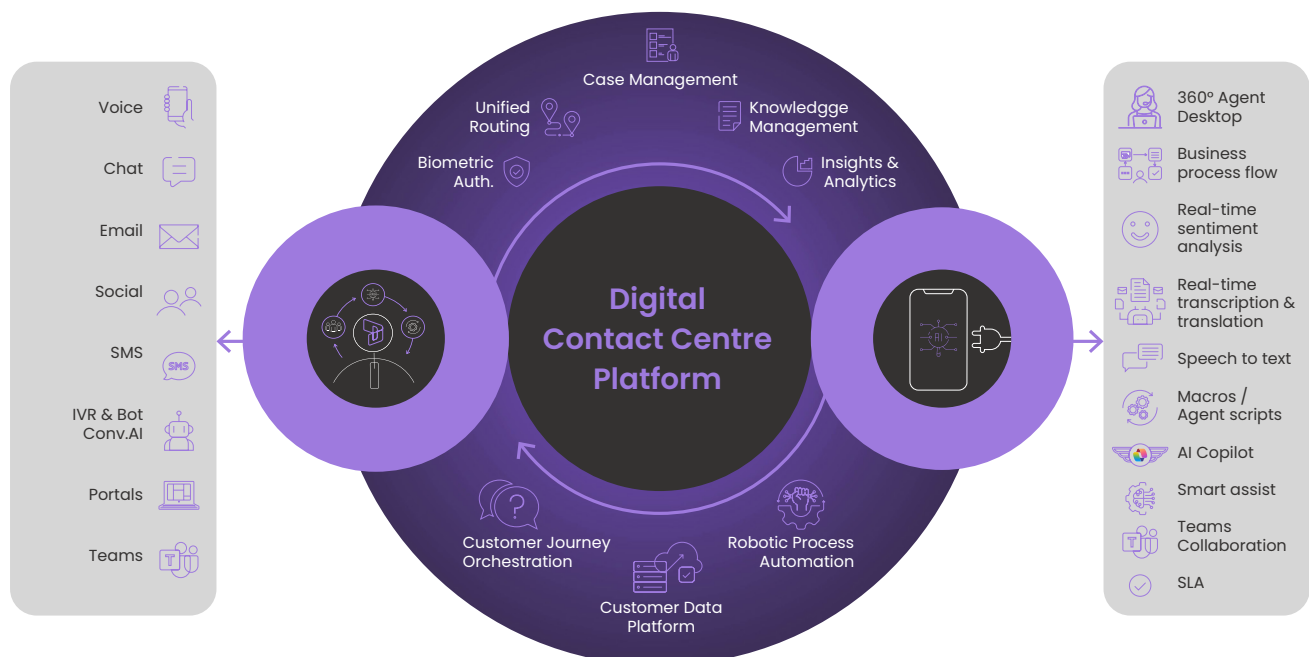 Voice
Chat
Email
Social
SMS
SMS
IVR & Bot
Conv.AI
Portals
Teams
T
Case Management
Unified
Routing
Knowledgge
Management
Biometric
Auth.
Insights &
Analytics
Digital
Contact Centre
Platform
AI
Customer Journey
Orchestration
Robotic Process
Automation
Customer Data
Platform
360° Agent
Desktop
Business
process flow
Real-time
sentiment
analysis
Real-time
transcription &
translation
Speech to text
Macros /
Agent scripts
AI Copilot
Smart assist
Teams
Collaboration
T
SLA